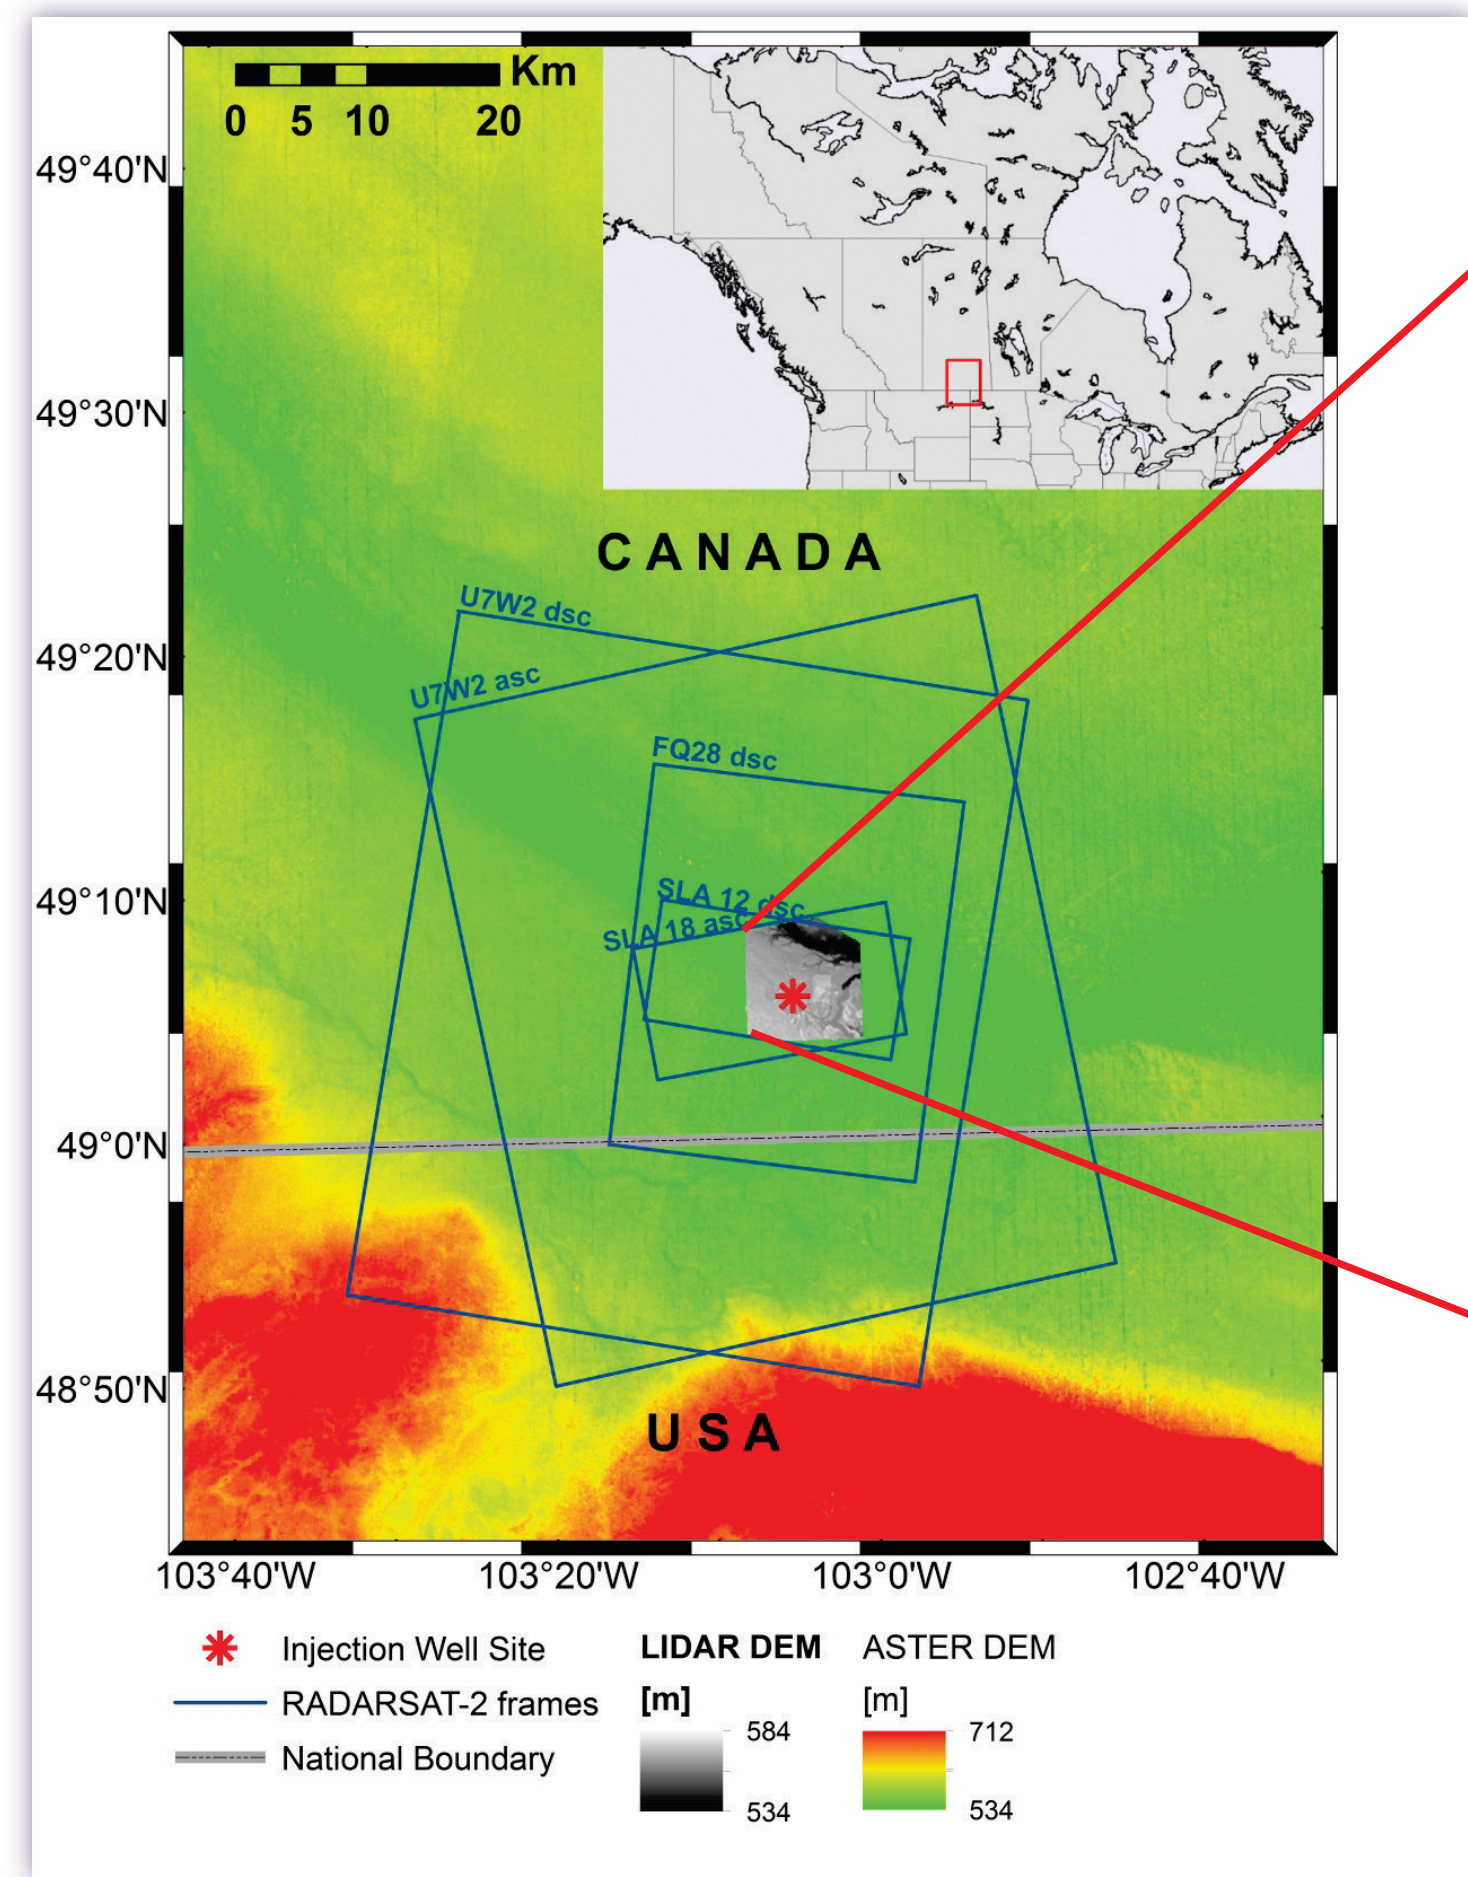 Km
0 5 10 20
49°40'N
49°30'N
CANADA
U7W2 dsc
49°20'N
U7W2 asc
FQ28 dsc
49°10'N
SLA 12 dsc
SLA 18 asc
49°0'N
48°50'N
USA
103°40'W 103°20'W 103°0'W 102°40'W
Injection Well Site
RADARSAT-2 frames
National Boundary
LIDAR DEM
[m]
584
534
ASTER DEM
[m]
712
534